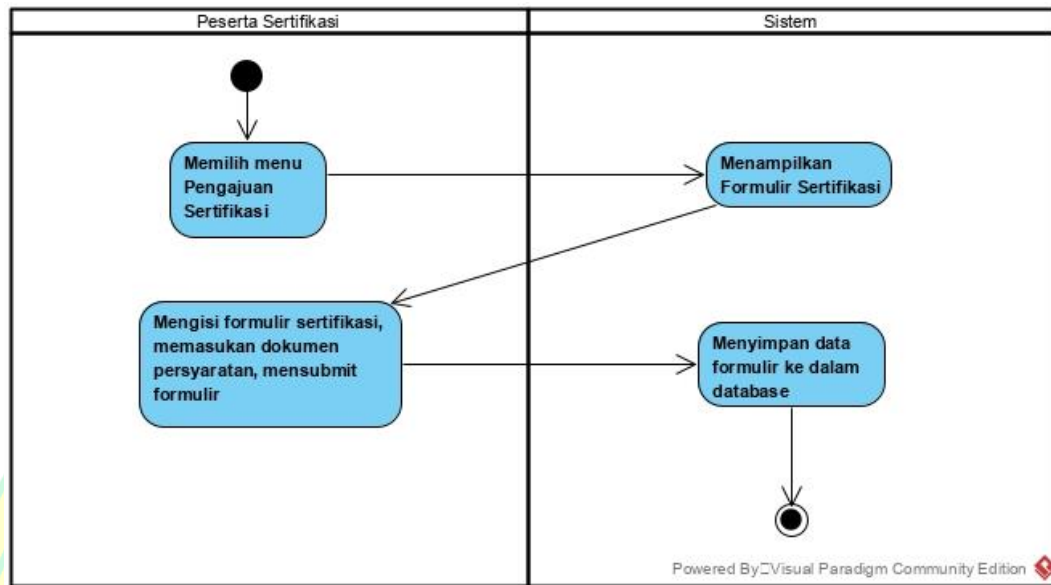 Peserta Sertifikasi
Sistem
Memilih menu
Pengajuan
Sertifikasi
Menampilkan
Formulir Sertifikasi
Mengisi formulir sertifikasi,
memasukan dokumen
persyaratan, mensubmit
formulir
Menyimpan data
formulir ke dalam
database
Powered By Visual Paradigm Community Edition